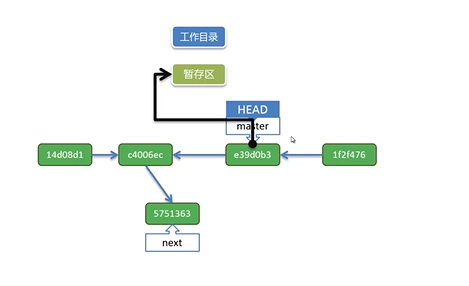 工作目录
暂存区
HEAD
master
14d08d1
c4006ec
e39d0b3
1f2f476
5751363
next